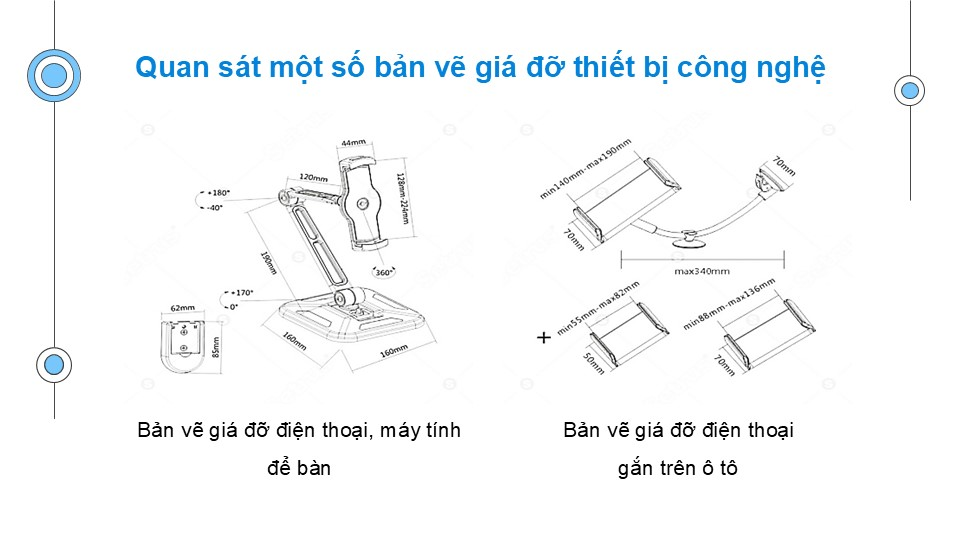 Quan sát một số bản vẽ giá đỡ thiết bị công nghệ
44mm
120mm
+180°
-40°
128mm-224mm
190mm
360°
+170°
0°
62mm
85mm
160mm
160mm
min140mm-max190mm
70mm
70mm
max340mm
+
min55mm-max82mm
50mm
min88mm-max136mm
70mm
Bản vẽ giá đỡ điện thoại, máy tính
để bàn
Bản vẽ giá đỡ điện thoại
gắn trên ô tô